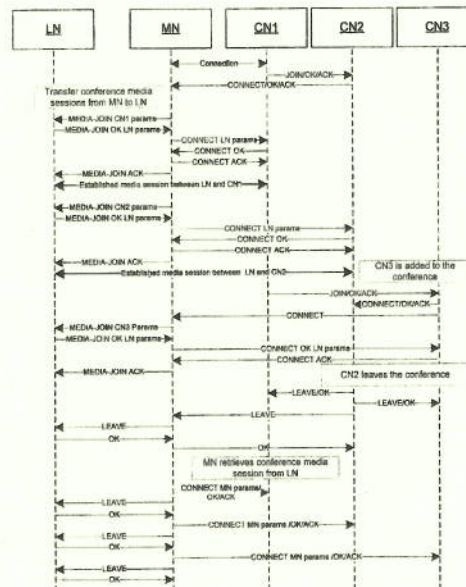 LN MN CN1 CN2 CN3
Connection
JOIN/OK/ACK
CONNECT/OK/ACK
Transfer conference media
sessions from MN to LN
MEDIA-JOIN CN1 params
MEDIA-JOIN OK LN params
CONNECT LN params
CONNECT OK
CONNECT ACK
MEDIA-JOIN ACK
Established media session between LN and CN1
MEDIA-JOIN CN2 params
MEDIA-JOIN OK LN params
CONNECT LN params
CONNECT OK
CONNECT ACK
MEDIA-JOIN ACK
Established media session between LN and CN2
CN3 is added to the
conference
JOIN/OK/ACK
CONNECT/OK/ACK
CONNECT
MEDIA-JOIN CN3 Params
MEDIA-JOIN OK LN params
CONNECT OK LN params
CONNECT ACK
MEDIA-JOIN ACK
CN2 leaves the conference
LEAVE/OK
LEAVE/OK
LEAVE
LEAVE
OK
OK
MN retrieves conference media
session from LN
CONNECT MN params/
OK/ACK
LEAVE
OK
CONNECT MN params /OK/ACK
LEAVE
OK
CONNECT MN params /OK/ACK
LEAVE
OK